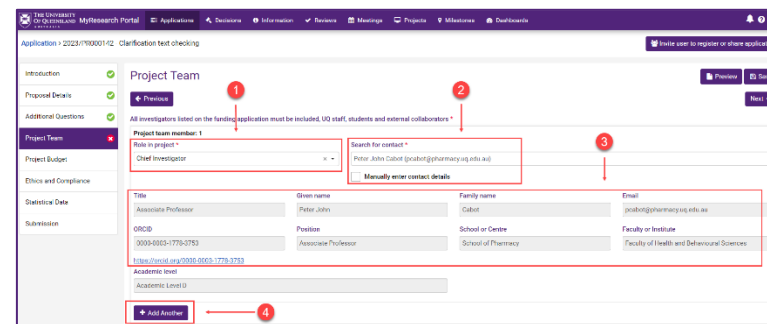 THE UNIVERSITY OF QUEENSLAND AUSTRALIA MyResearch Portal Applications Decisions Information Reviews Meetings Projects Milestones Dashboards
Application > 2023/PR000142 Clarification text checking Invite user to register or share applicat
Introduction
Proposal Details
Additional Questions
Project Team
Project Budget
Ethics and Compliance
Statistical Data
Submission
Project Team Preview Sa
Previous Next
1
2
All investigators listed on the funding application must be included, UQ staff, students and external collaborators *
Project team member: 1
Role in project * Search for contact *
Chief Investigator Peter John Cabot (pcabot@pharmacy.uq.edu.au)
3
Manually enter contact details
Title Given name Family name Email
Associate Professor Peter John Cabot pcabot@pharmacy.uq.edu.au
ORCID Position School or Centre Faculty or Institute
0000-0003-1778-3753 Associate Professor School of Pharmacy Faculty of Health and Behavioural Sciences
https://orcid.org/0000-0003-1778-3753
Academic level
Academic Level D
+ Add Another
4